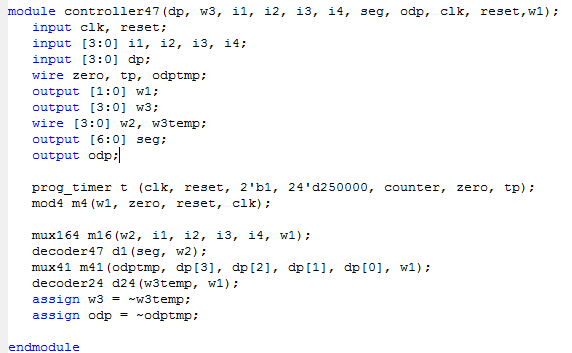 module controller47(dp, w3, i1, i2, i3, i4, seg, odp, clk, reset,w1);
input clk, reset;
input [3:0] i1, i2, i3, i4;
input [3:0] dp;
wire zero, tp, odptmp;
output [1:0] w1;
output [3:0] w3;
wire [3:0] w2, w3temp;
output [6:0] seg;
output odp;
prog_timer t (clk, reset, 2'b1, 24'd250000, counter, zero, tp);
mod4 m4(w1, zero, reset, clk);
mux164 m16(w2, i1, i2, i3, i4, w1);
decoder47 d1(seg, w2);
mux41 m41(odptmp, dp[3], dp[2], dp[1], dp[0], w1);
decoder24 d24(w3temp, w1);
assign w3 = ~w3temp;
assign odp = ~odptmp;
endmodule